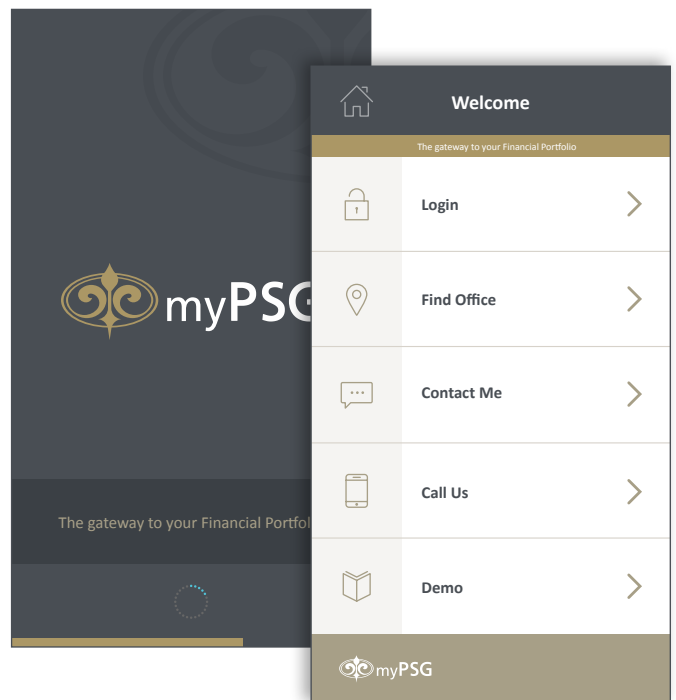 myPSG
The gateway to your Financial Portfol
Welcome
The gateway to your Financial Portfolio
Login
Find Office
Contact Me
Call Us
Demo
myPSG